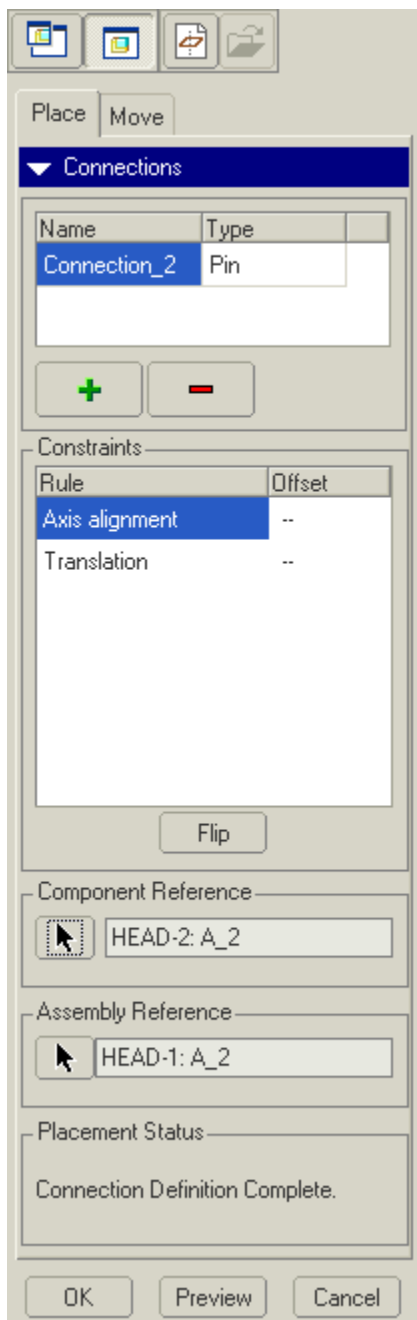 Place Move
Connections
Name Type
Connection_2 Pin
Constraints
Rule Offset
Axis alignment --
Translation --
Flip
Component Reference
HEAD-2: A_2
Assembly Reference
HEAD-1: A_2
Placement Status
Connection Definition Complete.
OK Preview Cancel